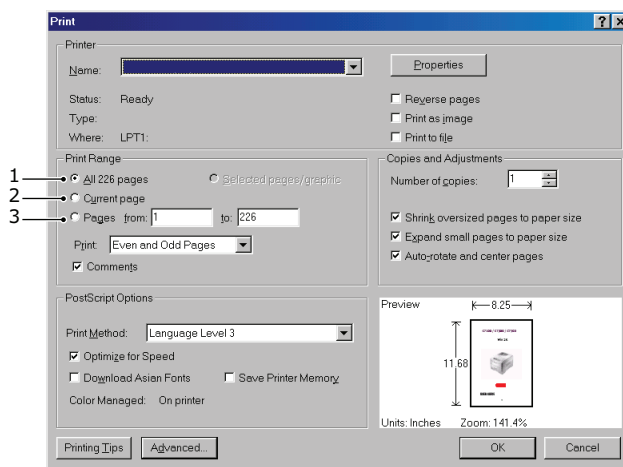 Print
Printer
Name:
Properties
Status: Ready
Type:
Where: LPT1:
Reverse pages
Print as image
Print to file
Print Range
1 All 226 pages Selected pages/graphic
2 Current page
3 Pages from: 1 to: 226
Print: Even and Odd Pages
Comments
Copies and Adjustments
Number of copies: 1
Shrink oversized pages to paper size
Expand small pages to paper size
Auto-rotate and center pages
PostScript Options
Print Method: Language Level 3
Optimize for Speed
Download Asian Fonts Save Printer Memory
Color Managed: On printer
Preview
8.25
11.68
Units: Inches Zoom: 141.4%
Printing Tips Advanced... OK Cancel